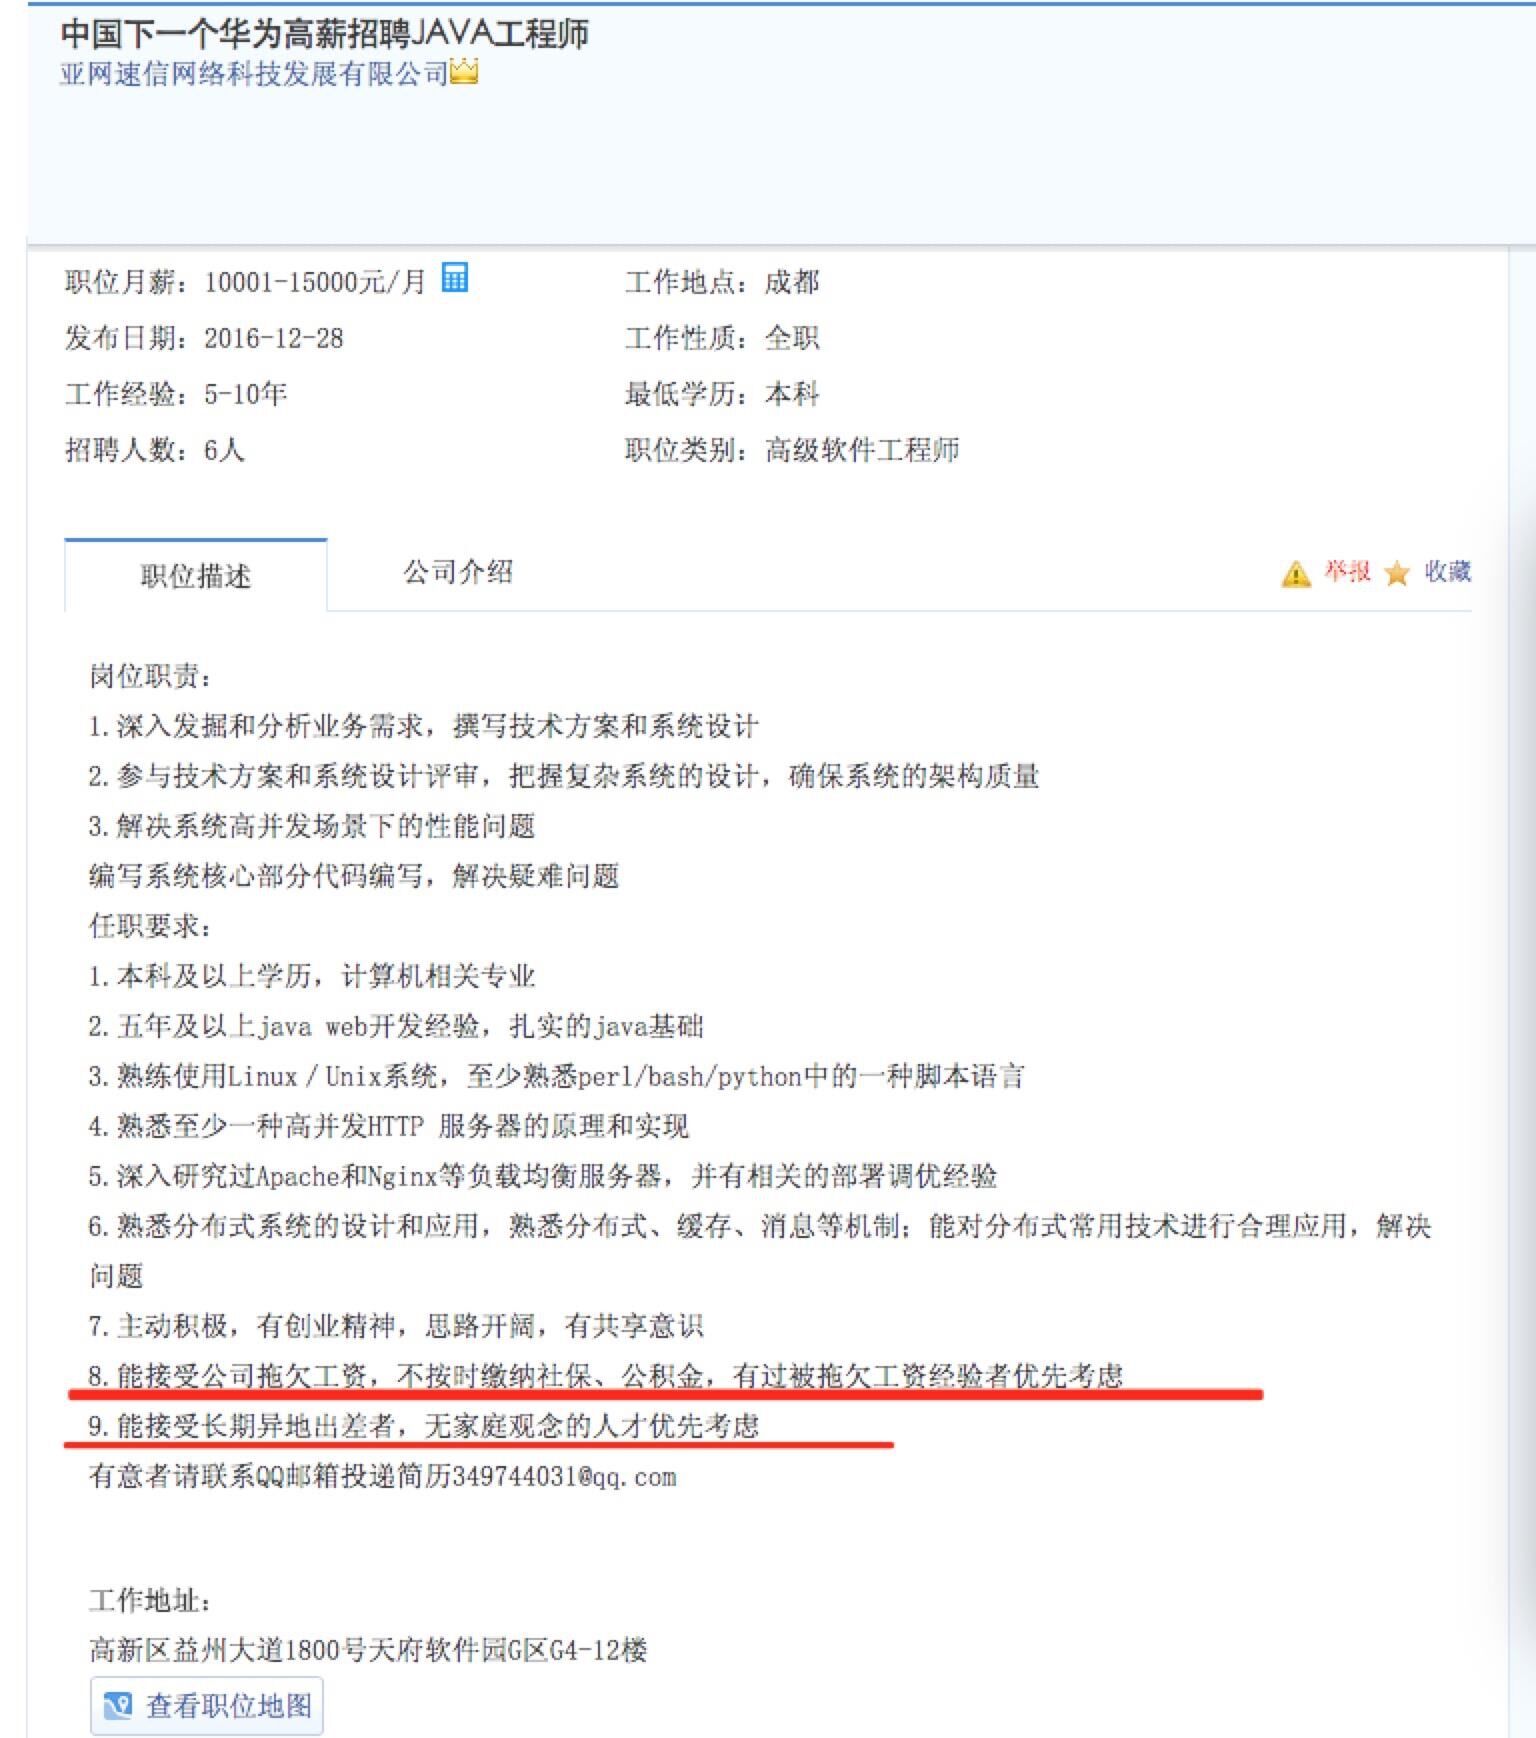 中国下一个华为高薪招聘JAVA工程师
亚网速信网络科技发展有限公司
职位月薪：10001-15000元/月
工作地点：成都
发布日期：2016-12-28
工作性质：全职
工作经验：5-10年
最低学历：本科
招聘人数：6人
职位类别：高级软件工程师
职位描述
公司介绍
举报
收藏
岗位职责：
1.深入发掘和分析业务需求，撰写技术方案和系统设计
2.参与技术方案和系统设计评审，把握复杂系统的设计，确保系统的架构质量
3.解决系统高并发场景下的性能问题
编写系统核心部分代码编写，解决疑难问题
任职要求：
1.本科及以上学历，计算机相关专业
2.五年及以上java web开发经验，扎实的java基础
3.熟练使用Linux／Unix系统，至少熟悉perl/bash/python中的一种脚本语言
4.熟悉至少一种高并发HTTP 服务器的原理和实现
5.深入研究过Apache和Nginx等负载均衡服务器，并有相关的部署调优经验
6.熟悉分布式系统的设计和应用，熟悉分布式、缓存、消息等机制；能对分布式常用技术进行合理应用，解决
问题
7.主动积极，有创业精神，思路开阔，有共享意识
8.能接受公司拖欠工资，不按时缴纳社保、公积金，有过被拖欠工资经验者优先考虑
9.能接受长期异地出差者，无家庭观念的人才优先考虑
有意者请联系QQ邮箱投递简历349744031@qq.com
工作地址：
高新区益州大道1800号天府软件园G区G4-12楼
查看职位地图